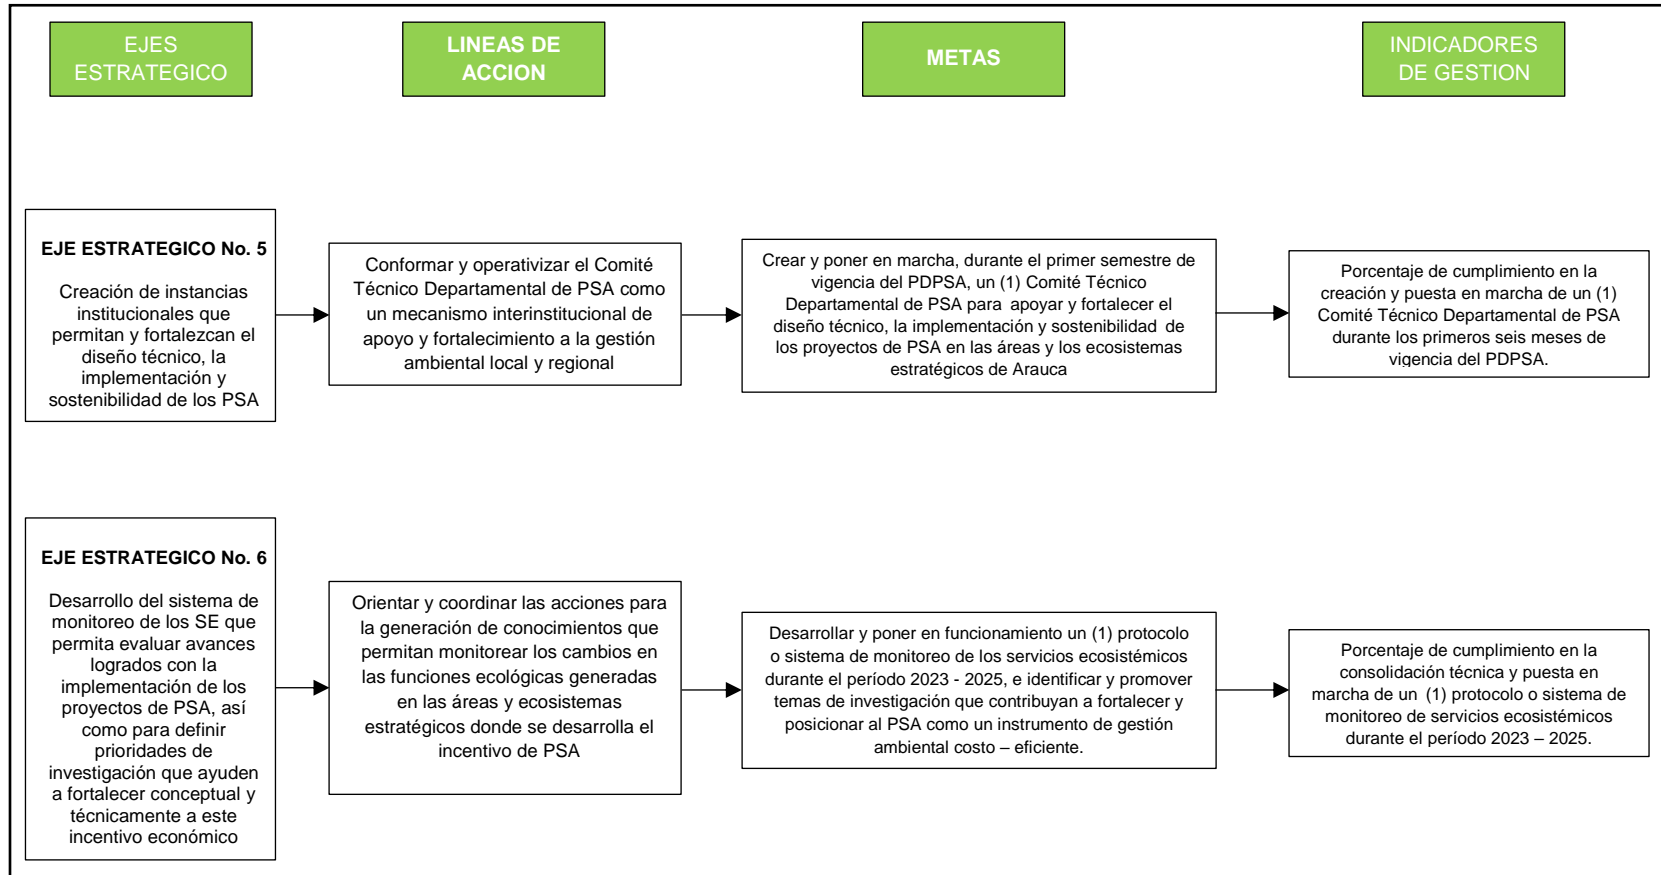 EJES
ESTRATEGICO
LINEAS DE
ACCION
METAS
INDICADORES
DE GESTION
EJE ESTRATEGICO No. 5
Creación de instancias
institucionales que
permitan y fortalezcan el
diseño técnico, la
implementación y
sostenibilidad de los PSA
Conformar y operativizar el Comité
Técnico Departamental de PSA como
un mecanismo interinstitucional de
apoyo y fortalecimiento a la gestión
ambiental local y regional
Crear y poner en marcha, durante el primer semestre de
vigencia del PDPSA, un (1) Comité Técnico
Departamental de PSA para apoyar y fortalecer el
diseño técnico, la implementación y sostenibilidad de
los proyectos de PSA en las áreas y los ecosistemas
estratégicos de Arauca
Porcentaje de cumplimiento en la
creación y puesta en marcha de un (1)
Comité Técnico Departamental de PSA
durante los primeros seis meses de
vigencia del PDPSA.
EJE ESTRATEGICO No. 6
Desarrollo del sistema de
monitoreo de los SE que
permita evaluar avances
logrados con la
implementación de los
proyectos de PSA, así
como para definir
prioridades de
investigación que ayuden
a fortalecer conceptual y
técnicamente a este
incentivo económico
Orientar y coordinar las acciones para
la generación de conocimientos que
permitan monitorear los cambios en
las funciones ecológicas generadas
en las áreas y ecosistemas
estratégicos donde se desarrolla el
incentivo de PSA
Desarrollar y poner en funcionamiento un (1) protocolo
o sistema de monitoreo de los servicios ecosistémicos
durante el período 2023 - 2025, e identificar y promover
temas de investigación que contribuyan a fortalecer y
posicionar al PSA como un instrumento de gestión
ambiental costo – eficiente.
Porcentaje de cumplimiento en la
consolidación técnica y puesta en
marcha de un (1) protocolo o sistema de
monitoreo de servicios ecosistémicos
durante el período 2023 – 2025.